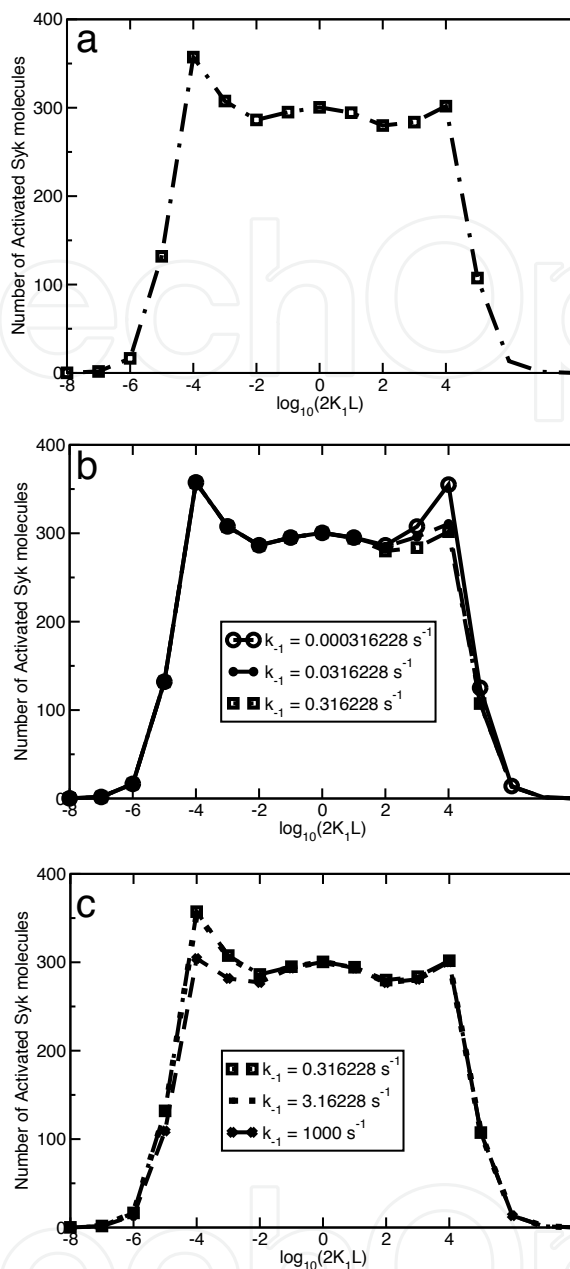 a
400
300
200
100
0
Number of Activated Syk molecules
-8 -6 -4 -2 0 2 4
log10(2K1L)
b
400
300
200
100
0
Number of Activated Syk molecules
k-1 = 0.000316228 s-1
k-1 = 0.0316228 s-1
k-1 = 0.316228 s-1
-8 -6 -4 -2 0 2 4
log10(2K1L)
c
400
300
200
100
0
Number of Activated Syk molecules
k-1 = 0.316228 s-1
k-1 = 3.16228 s-1
k-1 = 1000 s-1
-8 -6 -4 -2 0 2 4
log10(2K1L)